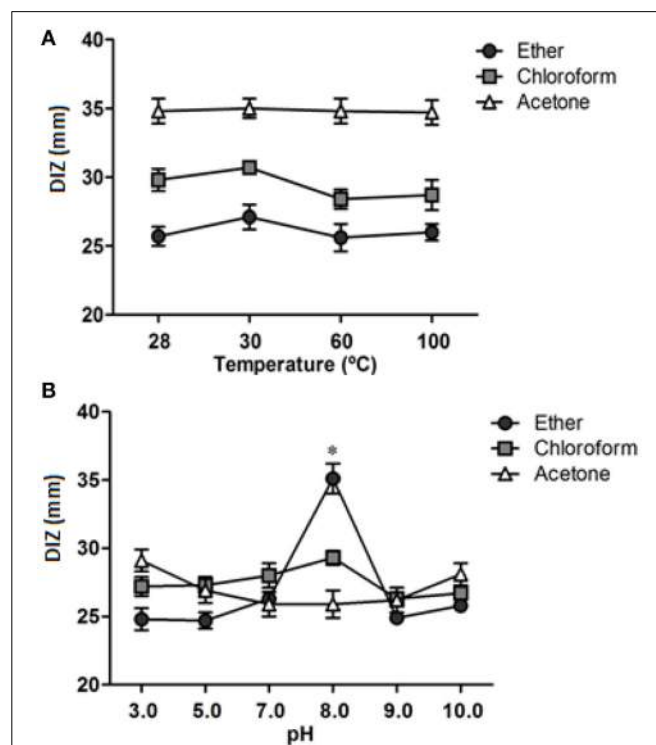 A
40
35
30
25
20
DIZ (mm)
28 30 60 100
Temperature (ºC)
Ether
Chloroform
Acetone
B
40
35
30
25
20
DIZ (mm)
*
3.0 5.0 7.0 8.0 9.0 10.0
pH
Ether
Chloroform
Acetone